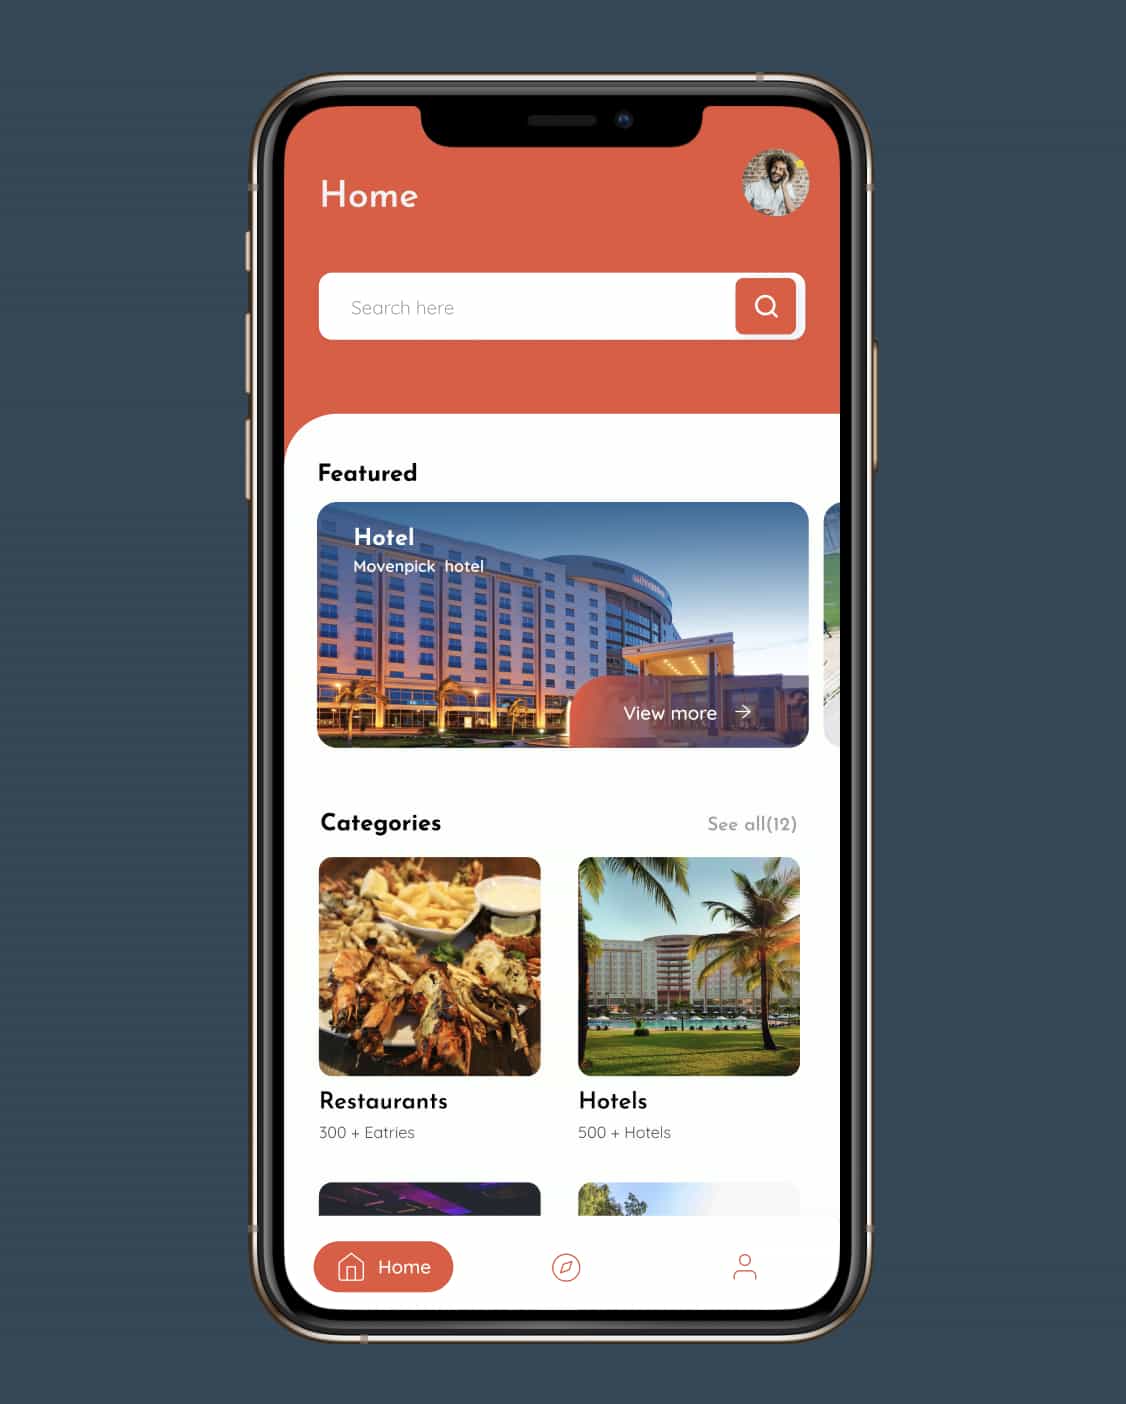 Home
Search here
Featured
Hotel
Movenpick hotel
View more
Categories
See all(12)
Restaurants
300 + Eatries
Hotels
500 + Hotels
Home